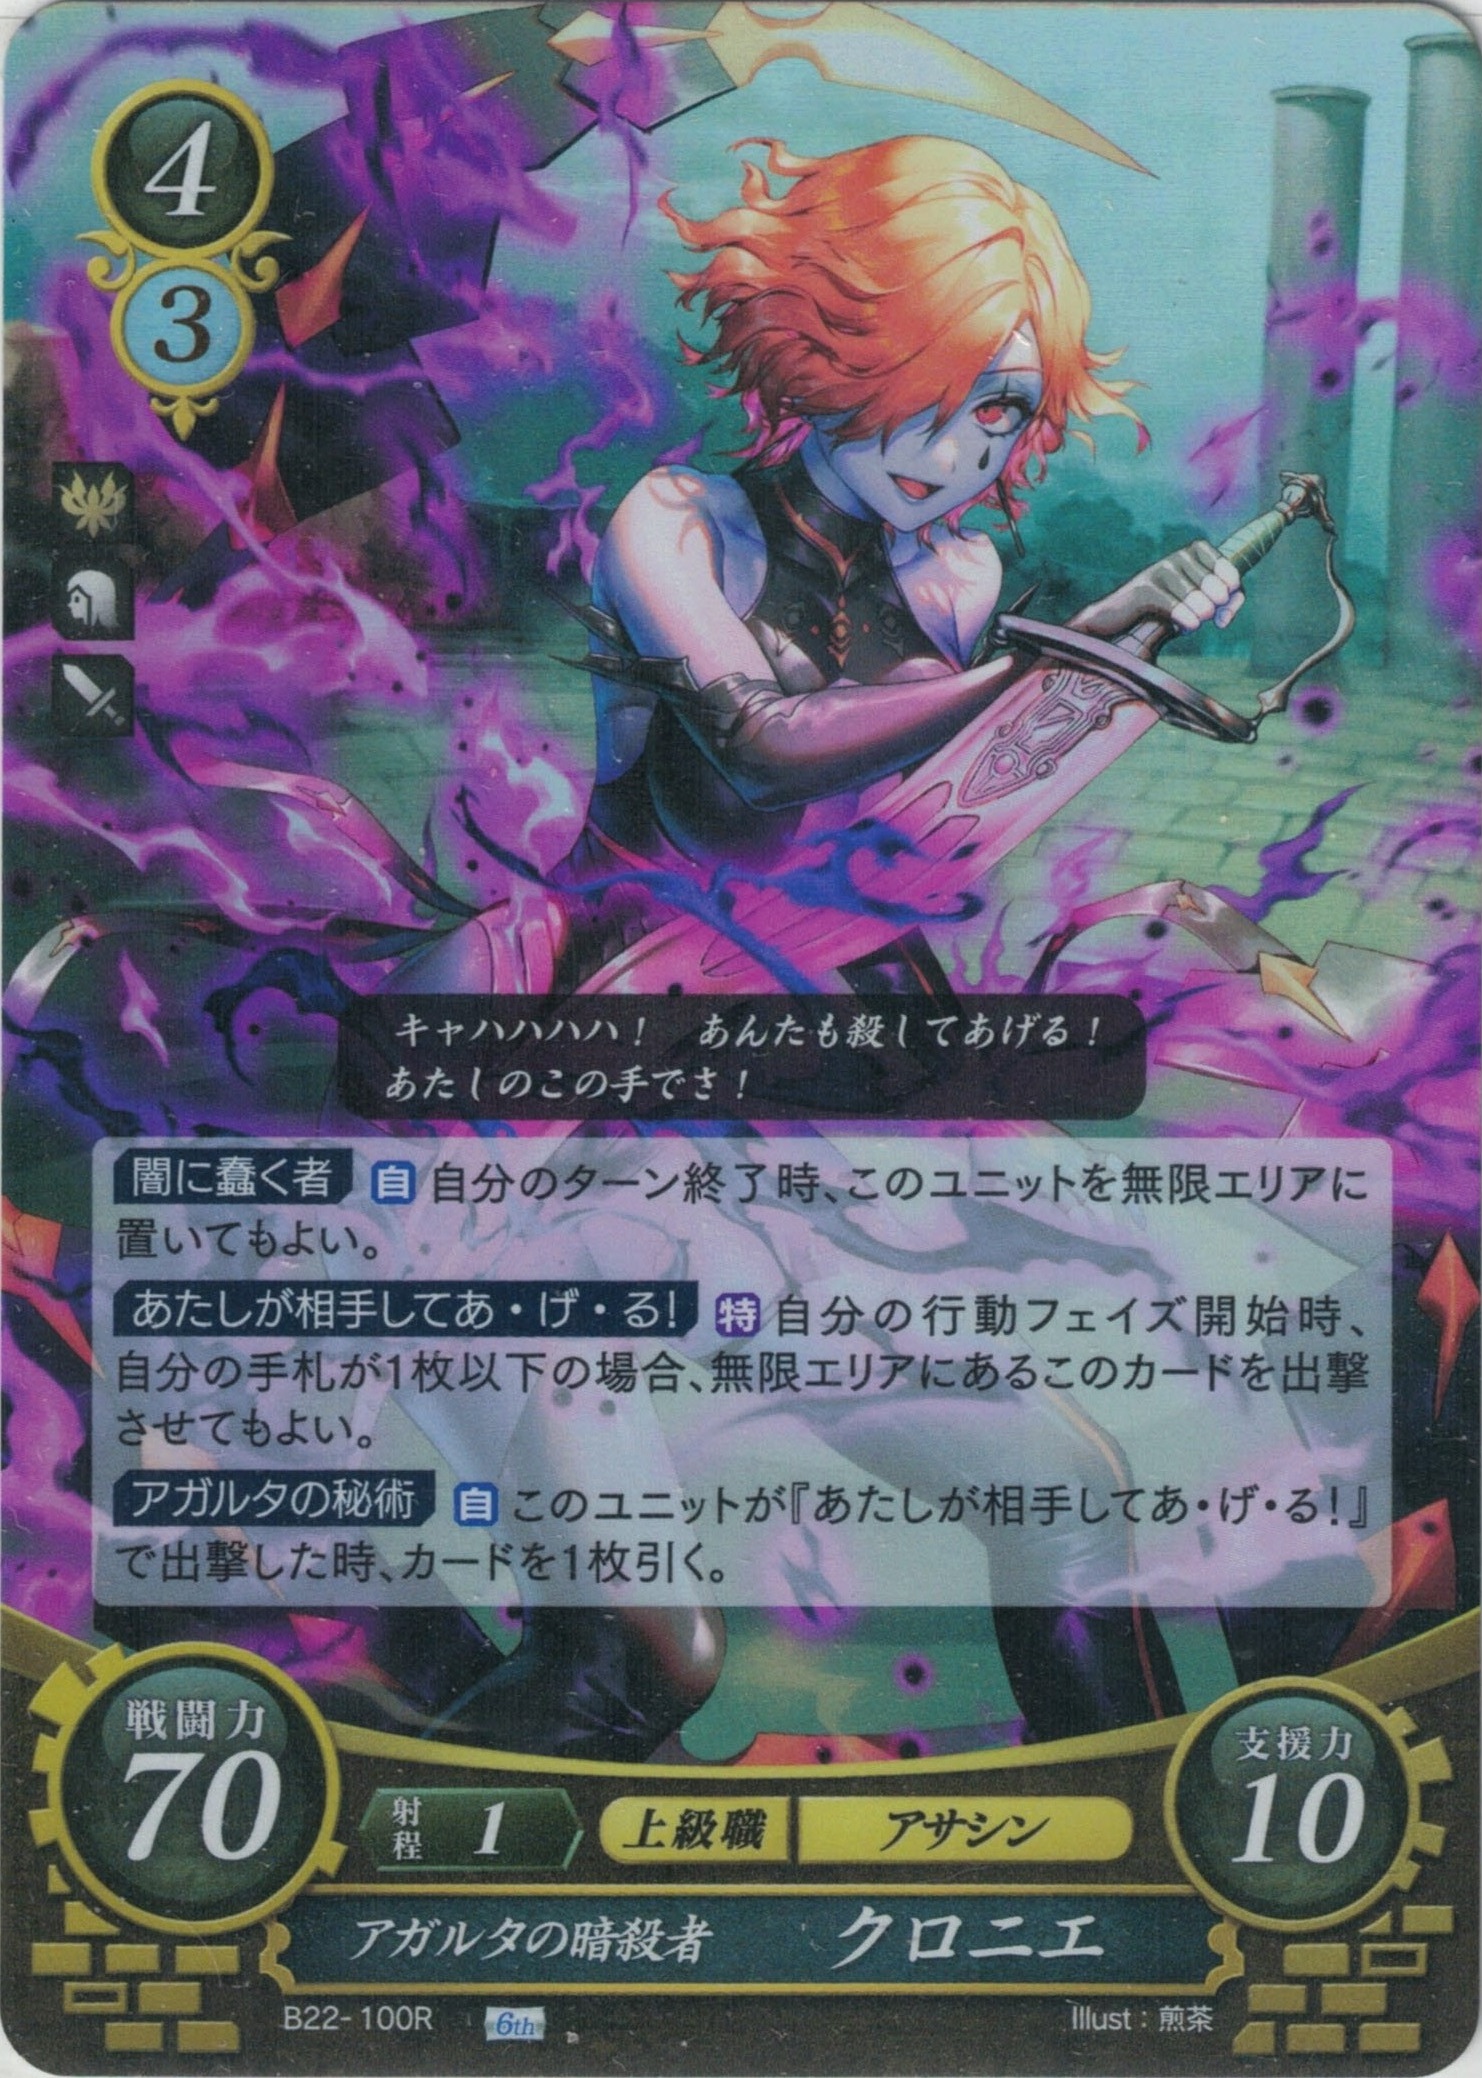 4
3
キャハハハハ！　あんたも殺してあげる！
あたしのこの手でさ！
闇に蠢く者 自 自分のターン終了時、このユニットを無限エリアに
置いてもよい。
あたしが相手してあ・げ・る！ 特 自分の行動フェイズ開始時、
自分の手札が1枚以下の場合、無限エリアにあるこのカードを出撃
させてもよい。
アガルタの秘術 自 このユニットが『あたしが相手してあ・げ・る！』
で出撃した時、カードを1枚引く。
戦闘力
70
射程 1
上級職 アサシン
支援力
10
アガルタの暗殺者 クロニエ
B22-100R 6th Illust：煎茶